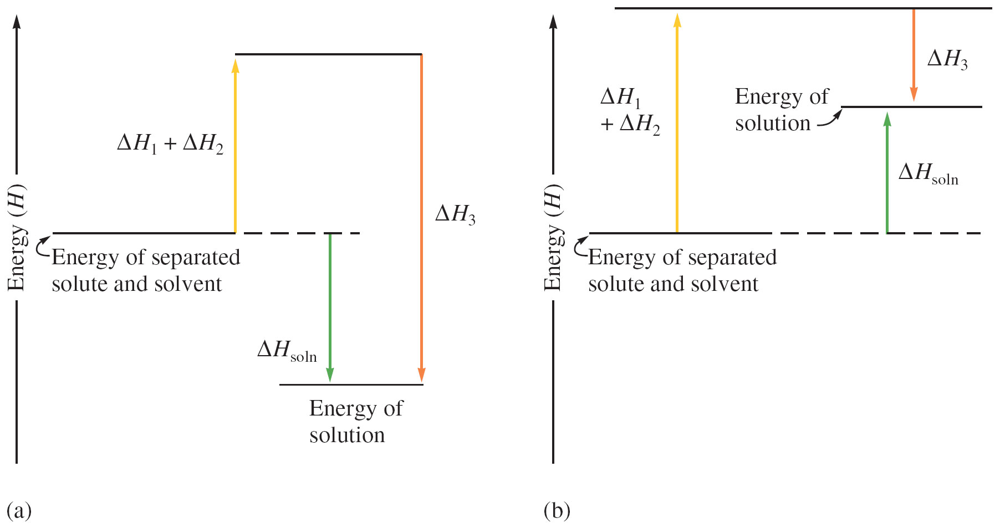 Energy (H)
ΔH₁ + ΔH₂
ΔH₃
Energy of separated
solute and solvent
ΔHsoln
Energy of
solution
(a)
Energy (H)
ΔH₁
+ ΔH₂
ΔH₃
Energy of
solution
ΔHsoln
Energy of separated
solute and solvent
(b)